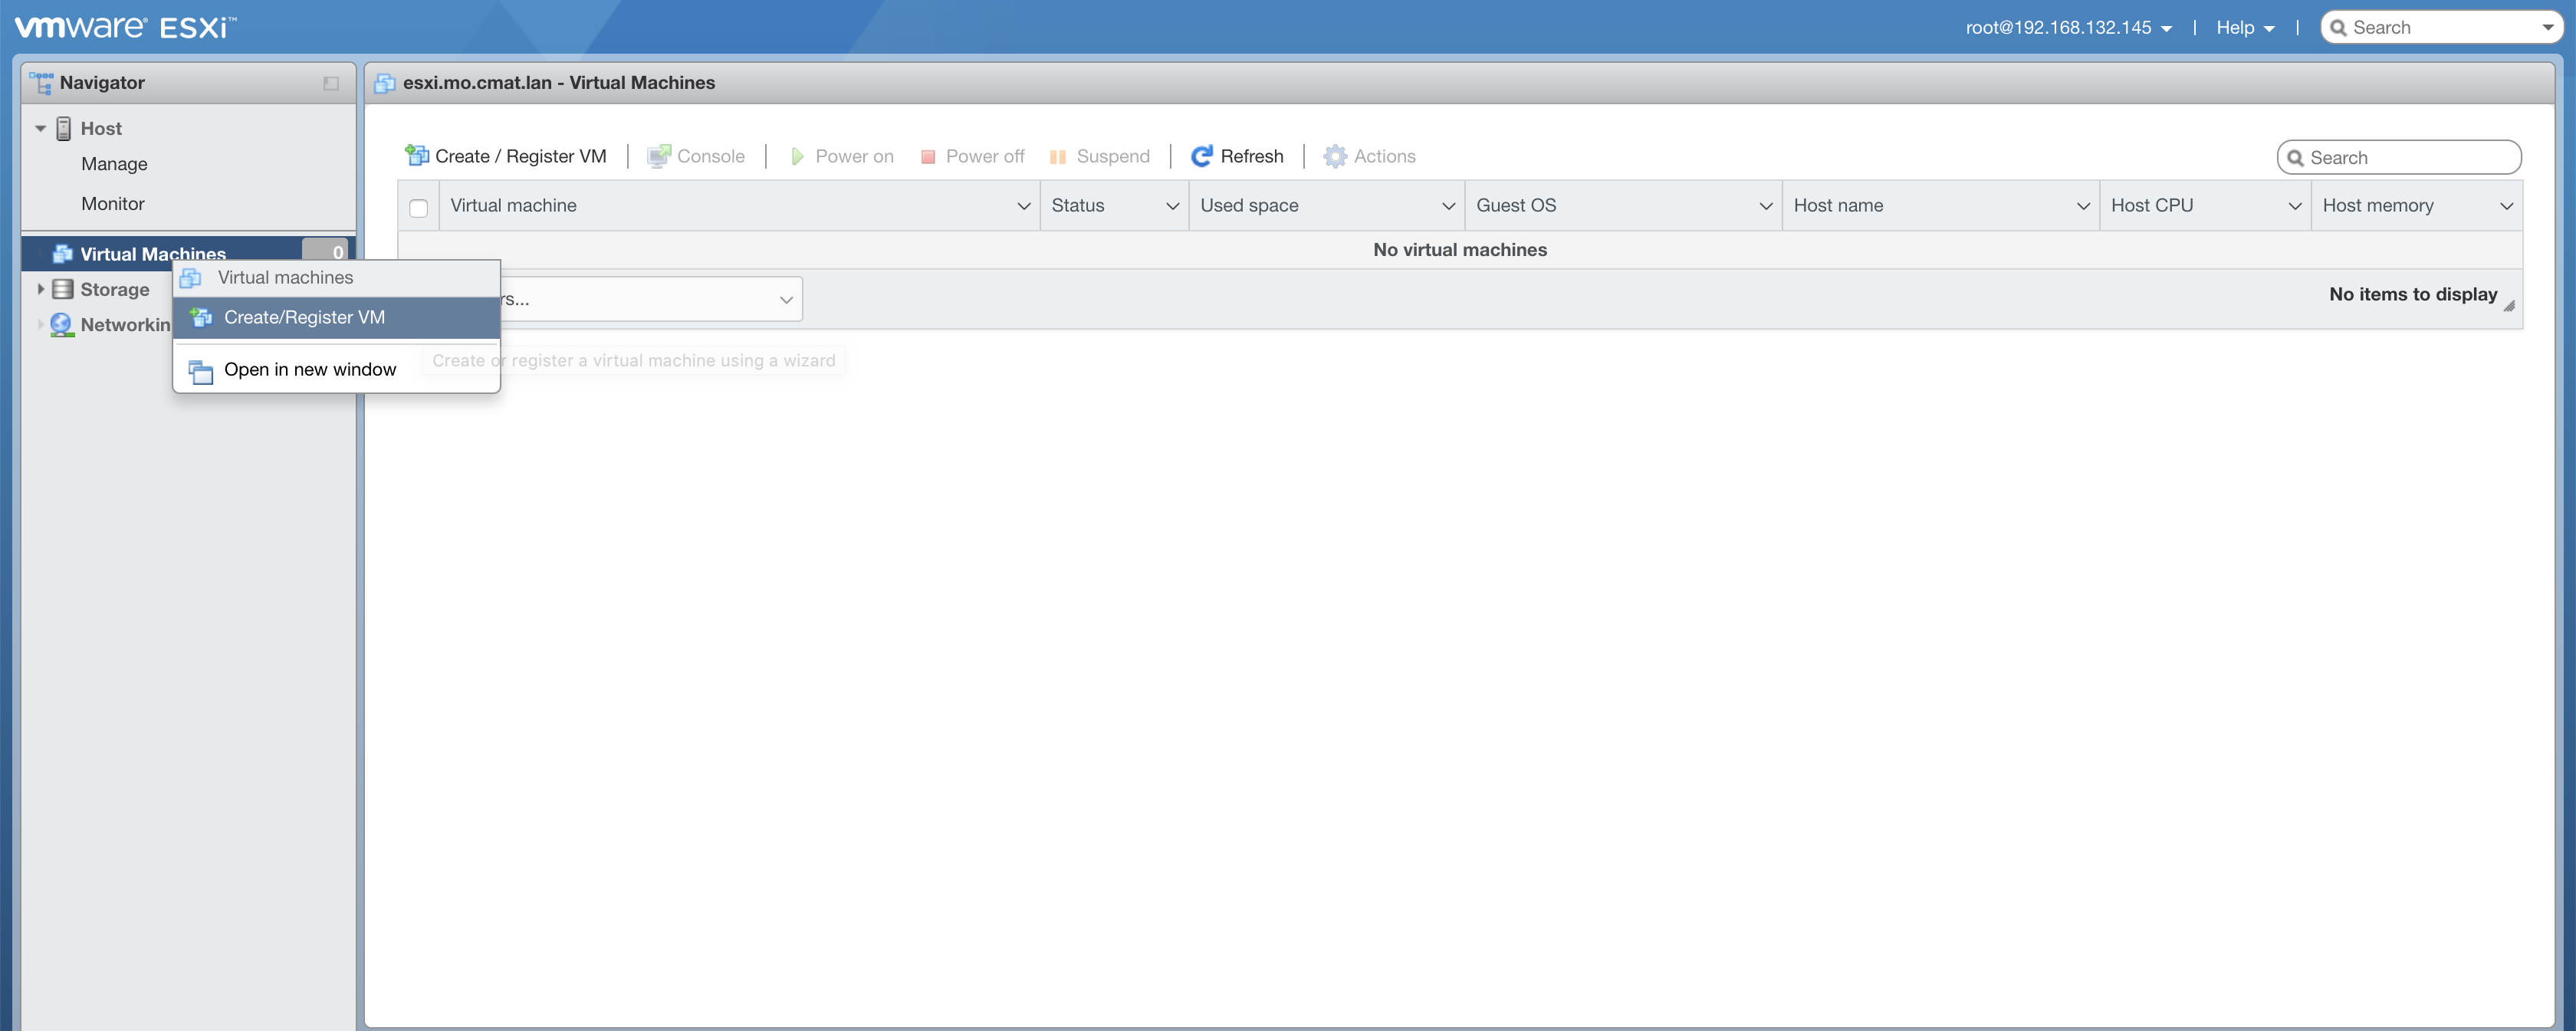 vmware® ESXi™
root@192.168.132.145 | Help | Search
Navigator
Host
Manage
Monitor
Virtual Machines 0
Storage
Networkin
Virtual machines
Create/Register VM
Open in new window
esxi.mo.cmat.lan - Virtual Machines
Create / Register VM | Console | Power on Power off Suspend | Refresh | Actions
Search
Virtual machine Status Used space Guest OS Host name Host CPU Host memory
No virtual machines
rs...
No items to display
Create or register a virtual machine using a wizard